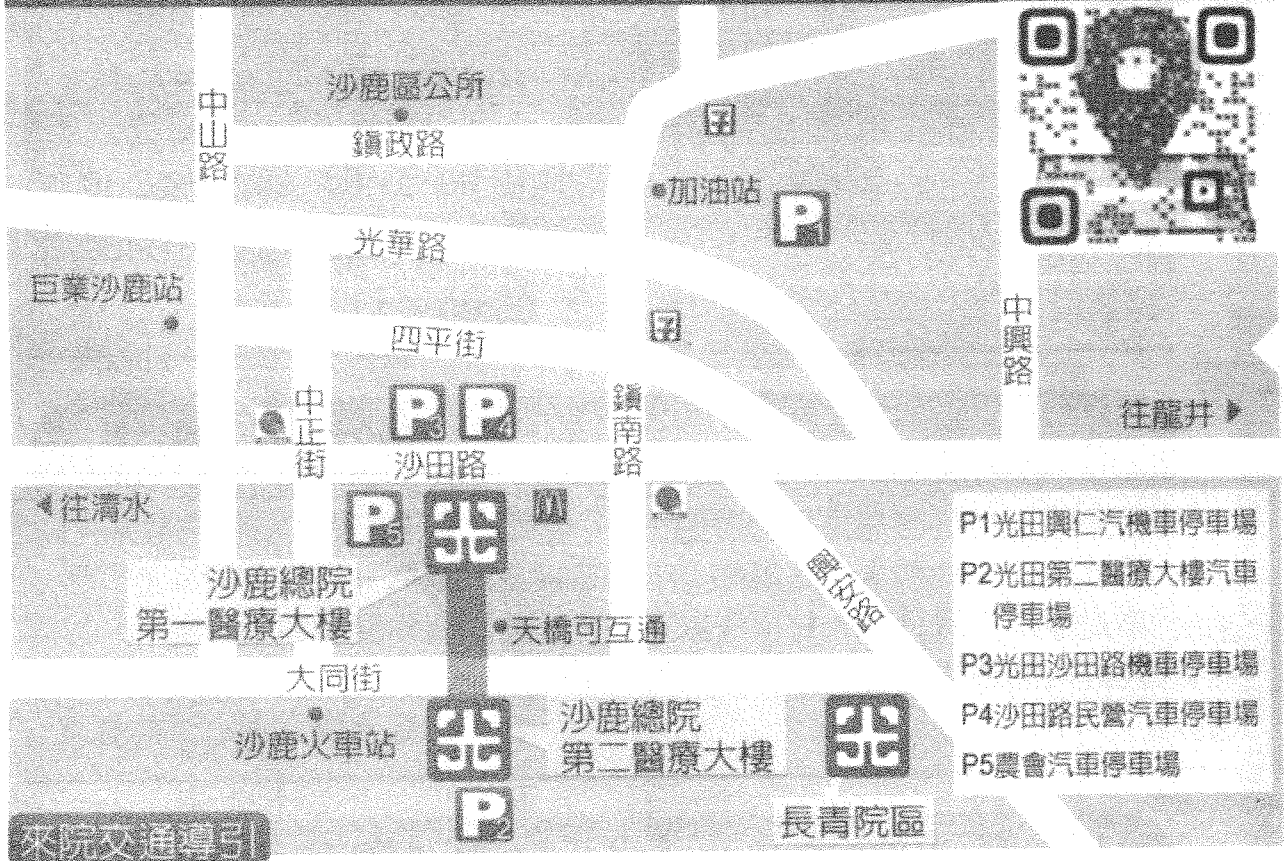 沙鹿區公所
中山路
鎮政路
加油站
P1
光華路
巨業沙鹿站
四平街
中興路
P3
P4
中正街
鎮南路
往龍井
沙田路
往清水
P5
沙鹿總院
第一醫療大樓
天橋可互通
大同街
沙鹿火車站
沙鹿總院
第二醫療大樓
P2
長青院區
P1光田興仁汽機車停車場
P2光田第二醫療大樓汽車
停車場
P3光田沙田路機車停車場
P4沙田路民營汽車停車場
P5農會汽車停車場
來院交通導引